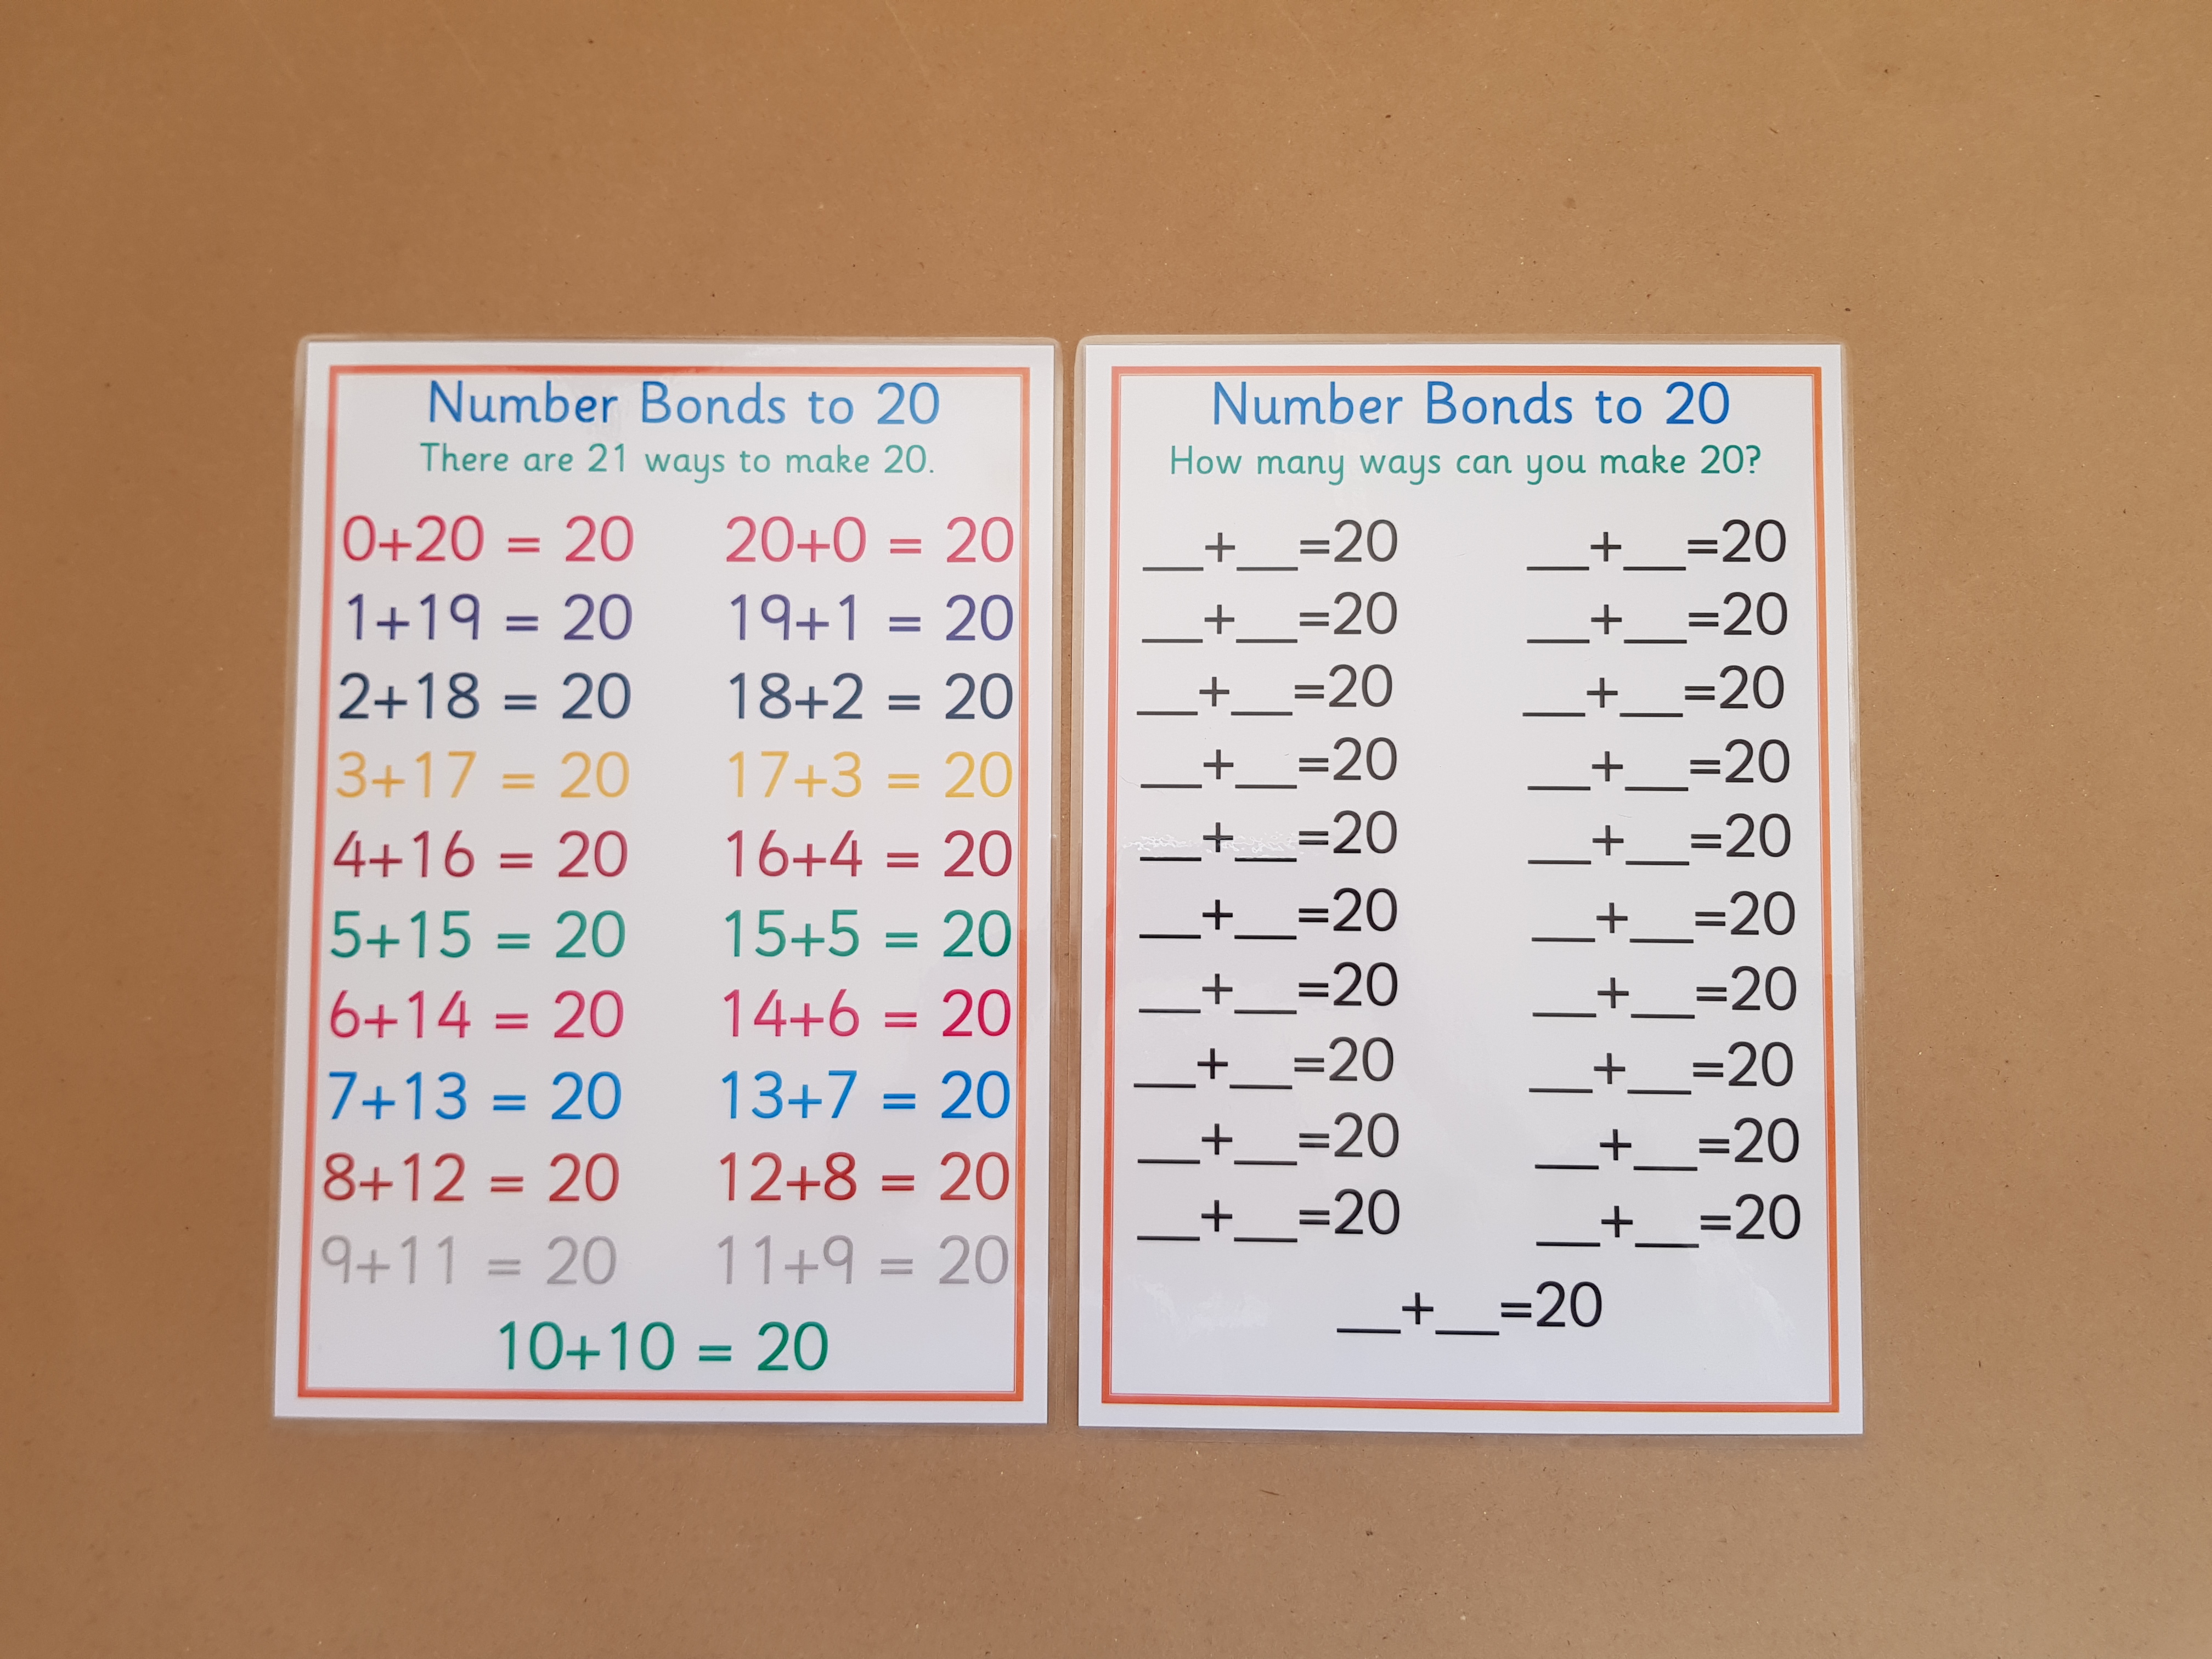 Number Bonds to 20
There are 21 ways to make 20.
0+20 = 20 20+0 = 20
1+19 = 20 19+1 = 20
2+18 = 20 18+2 = 20
3+17 = 20 17+3 = 20
4+16 = 20 16+4 = 20
5+15 = 20 15+5 = 20
6+14 = 20 14+6 = 20
7+13 = 20 13+7 = 20
8+12 = 20 12+8 = 20
9+11 = 20 11+9 = 20
10+10 = 20
Number Bonds to 20
How many ways can you make 20?
__+__=20 __+__=20
__+__=20 __+__=20
__+__=20 __+__=20
__+__=20 __+__=20
__+__=20 __+__=20
__+__=20 __+__=20
__+__=20 __+__=20
__+__=20 __+__=20
__+__=20 __+__=20
__+__=20 __+__=20
__+__=20